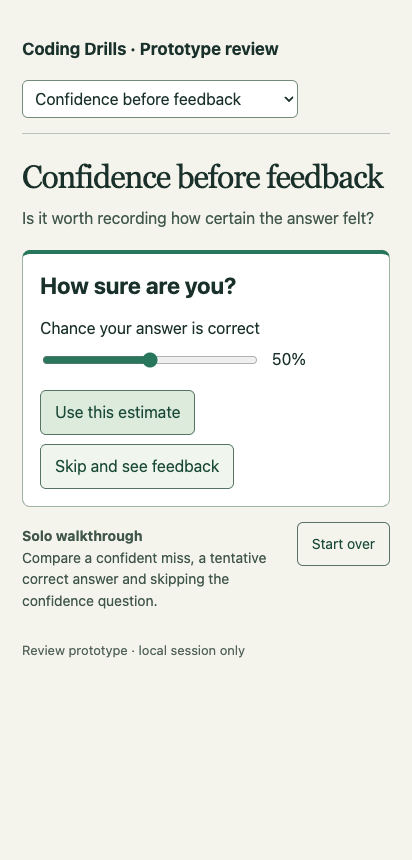 Coding Drills · Prototype review
Confidence before feedback
Confidence before feedback
Is it worth recording how certain the answer felt?
How sure are you?
Chance your answer is correct
50%
Use this estimate
Skip and see feedback
Solo walkthrough
Compare a confident miss, a tentative
correct answer and skipping the
confidence question.
Start over
Review prototype · local session only